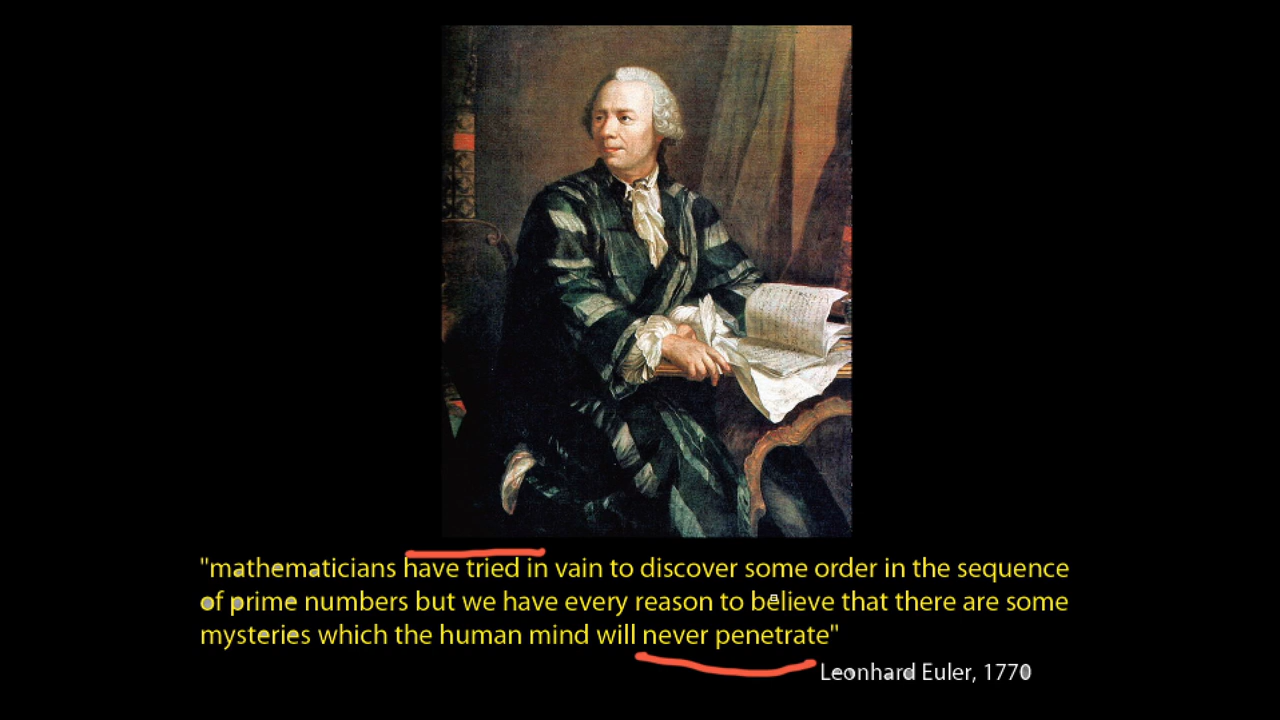 "mathematicians have tried in vain to discover some order in the sequence
of prime numbers but we have every reason to believe that there are some
mysteries which the human mind will never penetrate"
Leonhard Euler, 1770